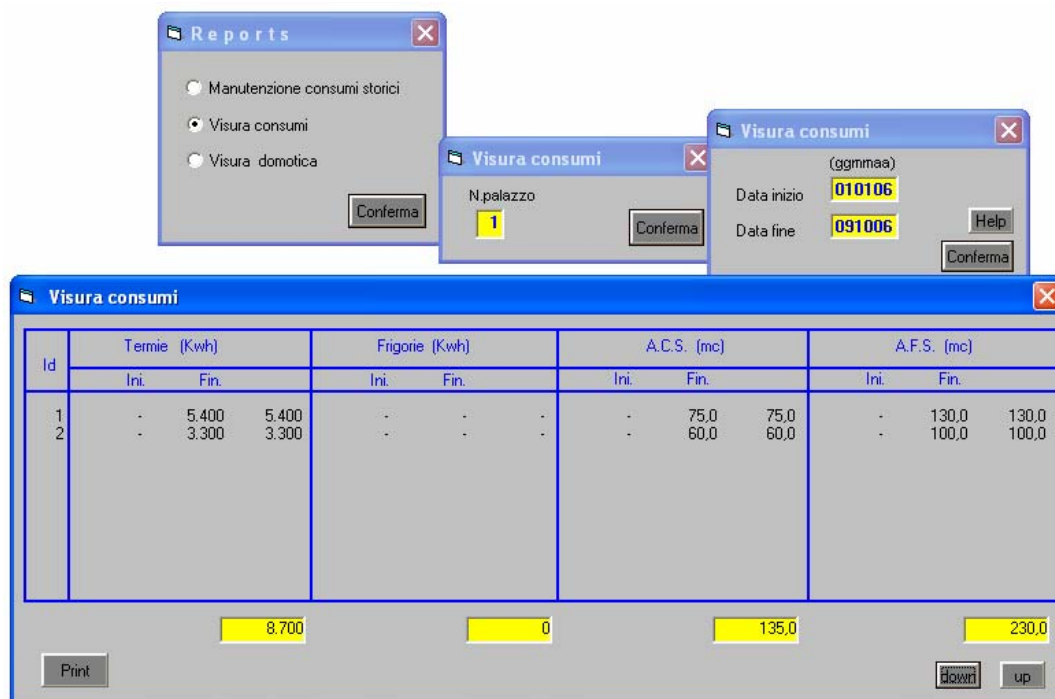 Reports
Manutenzione consumi storici
Visura consumi
Visura domotica
Conferma
Visura consumi
N.palazzo
1
Conferma
Visura consumi
(ggmmaa)
Data inizio 010106
Data fine 091006
Help
Conferma
Visura consumi
Id Termie (Kwh) Frigorie (Kwh) A.C.S. (mc) A.F.S. (mc)
Ini. Fin. Ini. Fin. Ini. Fin. Ini. Fin.
1 - 5.400 5.400 - - - - 75,0 75,0 - 130,0 130,0
2 - 3.300 3.300 - - - - 60,0 60,0 - 100,0 100,0
8.700 0 135,0 230,0
Print down up